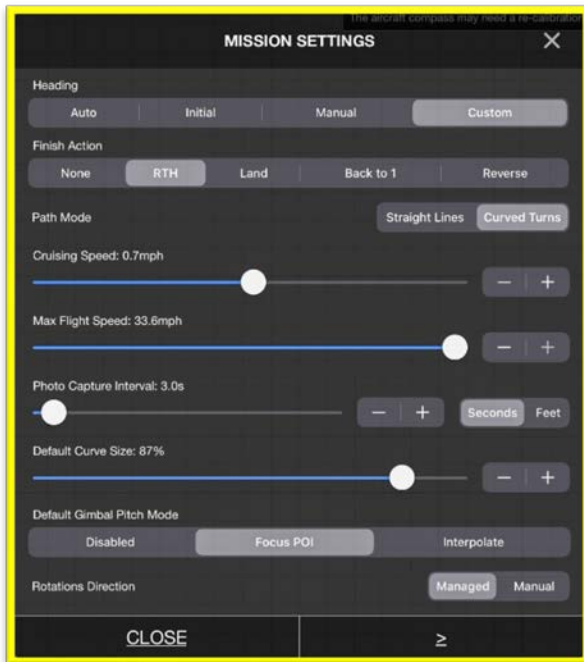 The aircraft compass may need a re-calibration
MISSION SETTINGS
Heading
Auto Initial Manual Custom
Finish Action
None RTH Land Back to 1 Reverse
Path Mode Straight Lines Curved Turns
Cruising Speed: 0.7mph
Max Flight Speed: 33.6mph
Photo Capture Interval: 3.0s
Seconds Feet
Default Curve Size: 87%
Default Gimbal Pitch Mode
Disabled Focus POI Interpolate
Rotations Direction Managed Manual
CLOSE ≥